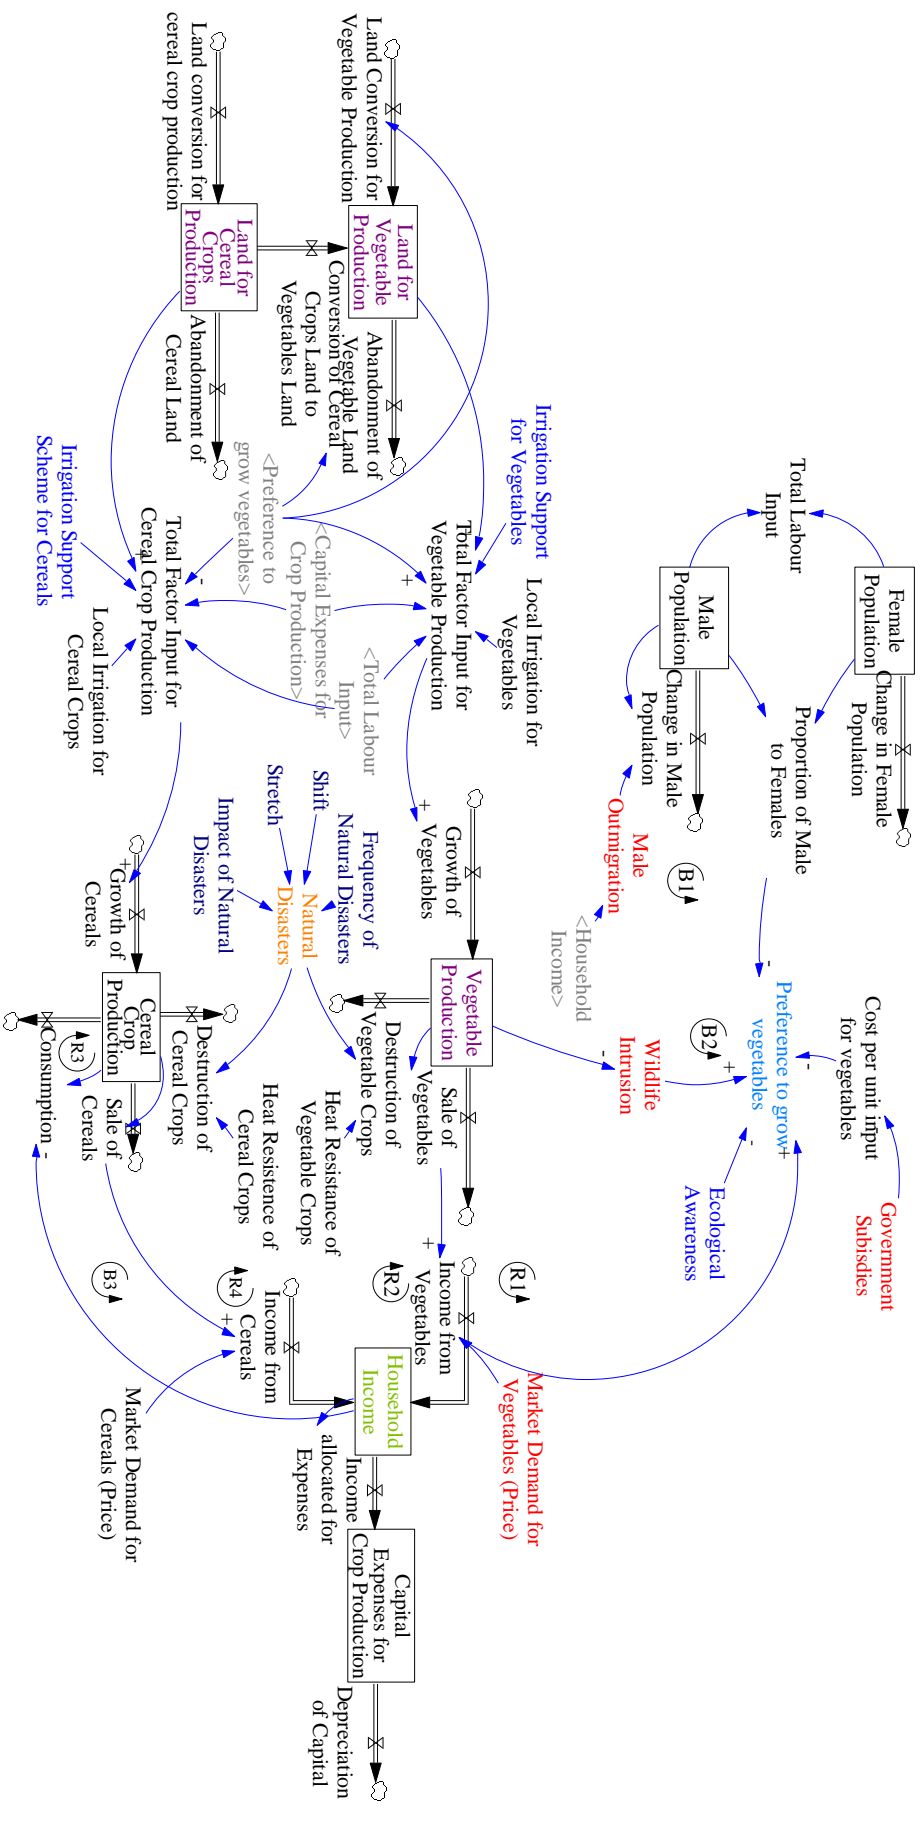 Female
Population
Change in Female
Population
Total Labour
Input
Male
Population
Change in Male
Population
Proportion of Male
to Females
Male
Outmigration
<Household
Income>
B1
B2
Cost per unit input
for vegetables
Government
Subisdies
-
-
Preference to grow
vegetables
+
+
-
Ecological
Awareness
Wildlife
Intrusion
-
Land Conversion for
Vegetable Production
Land for
Vegetable
Production
Abandonment of
Vegetable Land
Conversion of Cereal
Crops Land to
Vegetables Land
Land conversion for
cereal crop production
Land for
Cereal
Crops
Production
Abandonment of
Cereal Land
Irrigation Support
for Vegetables
Total Factor Input for
Vegetable Production
+
Local Irrigation for
Vegetables
<Preference to
grow vegetables>
<Capital Expenses for
Crop Production>
<Total Labour
Input>
-
Irrigation Support
Scheme for Cereals
Total Factor Input for
Cereal Crop Production
+
Local Irrigation for
Cereal Crops
+
Growth of
Vegetables
Vegetable
Production
Sale of
Vegetables
Destruction of
Vegetable Crops
Heat Resistance of
Vegetable Crops
Frequency of
Natural Disasters
Shift
Stretch
Impact of Natural
Disasters
Natural
Disasters
+
Growth of
Cereals
Cereal
Crop
Production
Destruction of
Cereal Crops
Heat Resistence of
Cereal Crops
Sale of
Cereals
Consumption
-
R3
R1
R2
R4
B3
+
Income from
Vegetables
Market Demand for
Vegetables (Price)
Income from
Cereals
+
Market Demand for
Cereals (Price)
Household
Income
Income
allocated for
Expenses
Capital
Expenses for
Crop Production
Depreciation
of Capital